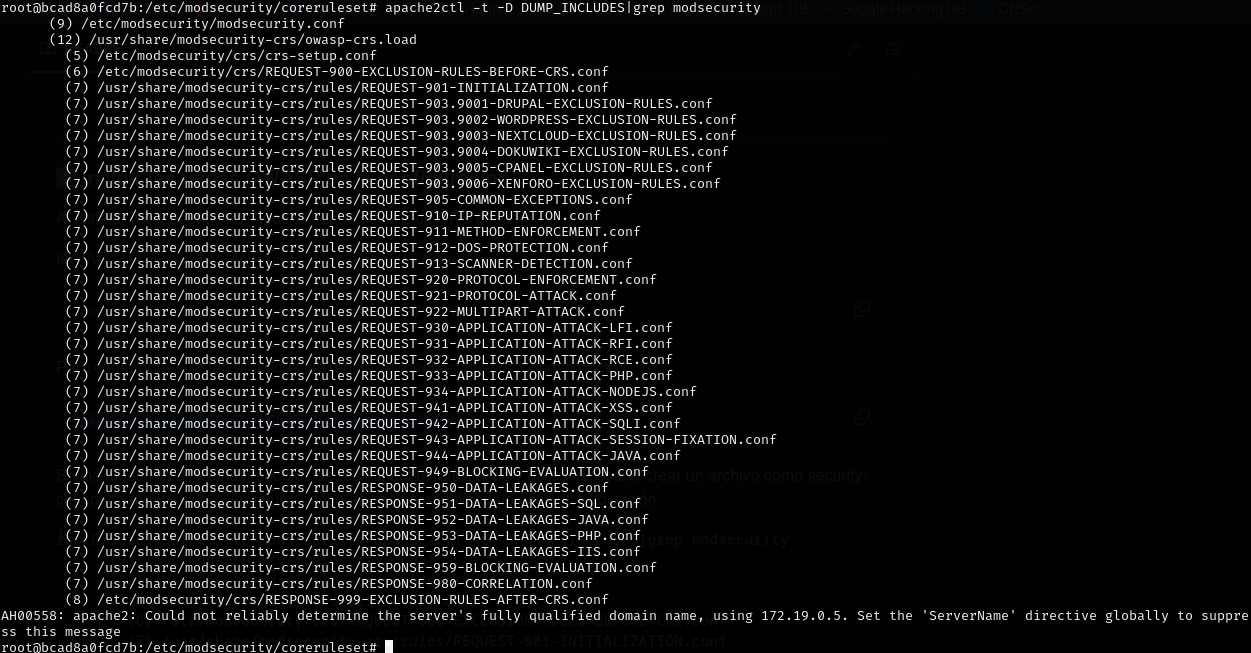 root@bcad8a0fcd7b:/etc/modsecurity/coreruleset# apache2ctl -t -D DUMP_INCLUDES|grep modsecurity
(9) /etc/modsecurity/modsecurity.conf
(12) /usr/share/modsecurity-crs/owasp-crs.load
(5) /etc/modsecurity/crs/crs-setup.conf
(6) /etc/modsecurity/crs/REQUEST-900-EXCLUSION-RULES-BEFORE-CRS.conf
(7) /usr/share/modsecurity-crs/rules/REQUEST-901-INITIALIZATION.conf
(7) /usr/share/modsecurity-crs/rules/REQUEST-903.9001-DRUPAL-EXCLUSION-RULES.conf
(7) /usr/share/modsecurity-crs/rules/REQUEST-903.9002-WORDPRESS-EXCLUSION-RULES.conf
(7) /usr/share/modsecurity-crs/rules/REQUEST-903.9003-NEXTCLOUD-EXCLUSION-RULES.conf
(7) /usr/share/modsecurity-crs/rules/REQUEST-903.9004-DOKUWIKI-EXCLUSION-RULES.conf
(7) /usr/share/modsecurity-crs/rules/REQUEST-903.9005-CPANEL-EXCLUSION-RULES.conf
(7) /usr/share/modsecurity-crs/rules/REQUEST-903.9006-XENFORO-EXCLUSION-RULES.conf
(7) /usr/share/modsecurity-crs/rules/REQUEST-905-COMMON-EXCEPTIONS.conf
(7) /usr/share/modsecurity-crs/rules/REQUEST-910-IP-REPUTATION.conf
(7) /usr/share/modsecurity-crs/rules/REQUEST-911-METHOD-ENFORCEMENT.conf
(7) /usr/share/modsecurity-crs/rules/REQUEST-912-DOS-PROTECTION.conf
(7) /usr/share/modsecurity-crs/rules/REQUEST-913-SCANNER-DETECTION.conf
(7) /usr/share/modsecurity-crs/rules/REQUEST-920-PROTOCOL-ENFORCEMENT.conf
(7) /usr/share/modsecurity-crs/rules/REQUEST-921-PROTOCOL-ATTACK.conf
(7) /usr/share/modsecurity-crs/rules/REQUEST-922-MULTIPART-ATTACK.conf
(7) /usr/share/modsecurity-crs/rules/REQUEST-930-APPLICATION-ATTACK-LFI.conf
(7) /usr/share/modsecurity-crs/rules/REQUEST-931-APPLICATION-ATTACK-RFI.conf
(7) /usr/share/modsecurity-crs/rules/REQUEST-932-APPLICATION-ATTACK-RCE.conf
(7) /usr/share/modsecurity-crs/rules/REQUEST-933-APPLICATION-ATTACK-PHP.conf
(7) /usr/share/modsecurity-crs/rules/REQUEST-934-APPLICATION-ATTACK-NODEJS.conf
(7) /usr/share/modsecurity-crs/rules/REQUEST-941-APPLICATION-ATTACK-XSS.conf
(7) /usr/share/modsecurity-crs/rules/REQUEST-942-APPLICATION-ATTACK-SQLI.conf
(7) /usr/share/modsecurity-crs/rules/REQUEST-943-APPLICATION-ATTACK-SESSION-FIXATION.conf
(7) /usr/share/modsecurity-crs/rules/REQUEST-944-APPLICATION-ATTACK-JAVA.conf
(7) /usr/share/modsecurity-crs/rules/REQUEST-949-BLOCKING-EVALUATION.conf
(7) /usr/share/modsecurity-crs/rules/RESPONSE-950-DATA-LEAKAGES.conf
(7) /usr/share/modsecurity-crs/rules/RESPONSE-951-DATA-LEAKAGES-SQL.conf
(7) /usr/share/modsecurity-crs/rules/RESPONSE-952-DATA-LEAKAGES-JAVA.conf
(7) /usr/share/modsecurity-crs/rules/RESPONSE-953-DATA-LEAKAGES-PHP.conf
(7) /usr/share/modsecurity-crs/rules/RESPONSE-954-DATA-LEAKAGES-IIS.conf
(7) /usr/share/modsecurity-crs/rules/RESPONSE-959-BLOCKING-EVALUATION.conf
(7) /usr/share/modsecurity-crs/rules/RESPONSE-980-CORRELATION.conf
(8) /etc/modsecurity/crs/RESPONSE-999-EXCLUSION-RULES-AFTER-CRS.conf
AH00558: apache2: Could not reliably determine the server's fully qualified domain name, using 172.19.0.5. Set the 'ServerName' directive globally to suppre
ss this message
root@bcad8a0fcd7b:/etc/modsecurity/coreruleset#